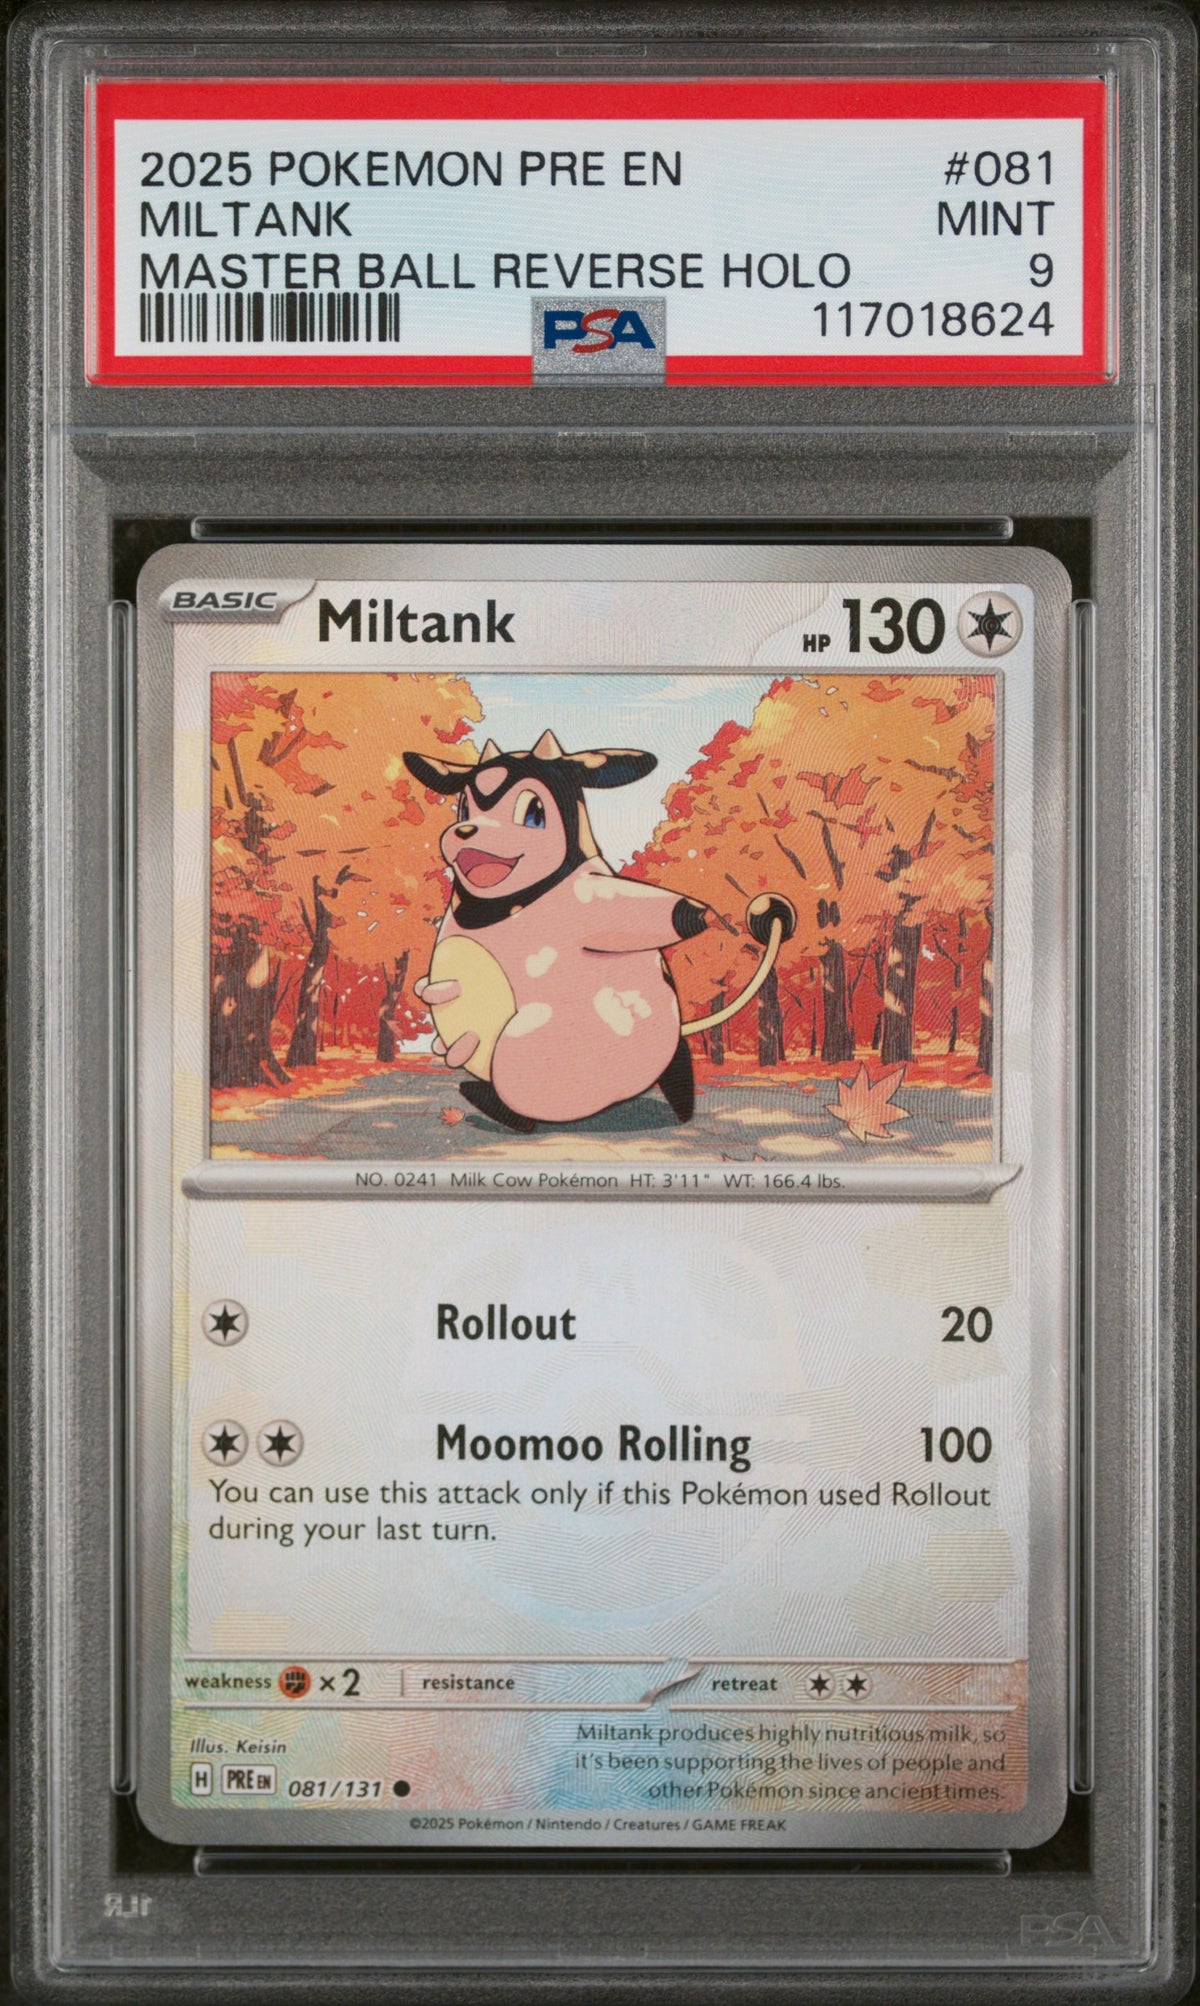 2025 POKEMON PRE EN #081
MILTANK MINT
MASTER BALL REVERSE HOLO 9
PSA 117018624
BASIC Miltank HP 130
NO. 0241 Milk Cow Pokémon HT: 3'11" WT: 166.4 lbs.
Rollout 20
Moomoo Rolling 100
You can use this attack only if this Pokémon used Rollout
during your last turn.
weakness ×2 resistance retreat
Miltank produces highly nutritious milk, so
it's been supporting the lives of people and
other Pokémon since ancient times.
Illus. Keisin
H PRE EN 081/131
©2025 Pokémon / Nintendo / Creatures / GAME FREAK
1LR
PSA